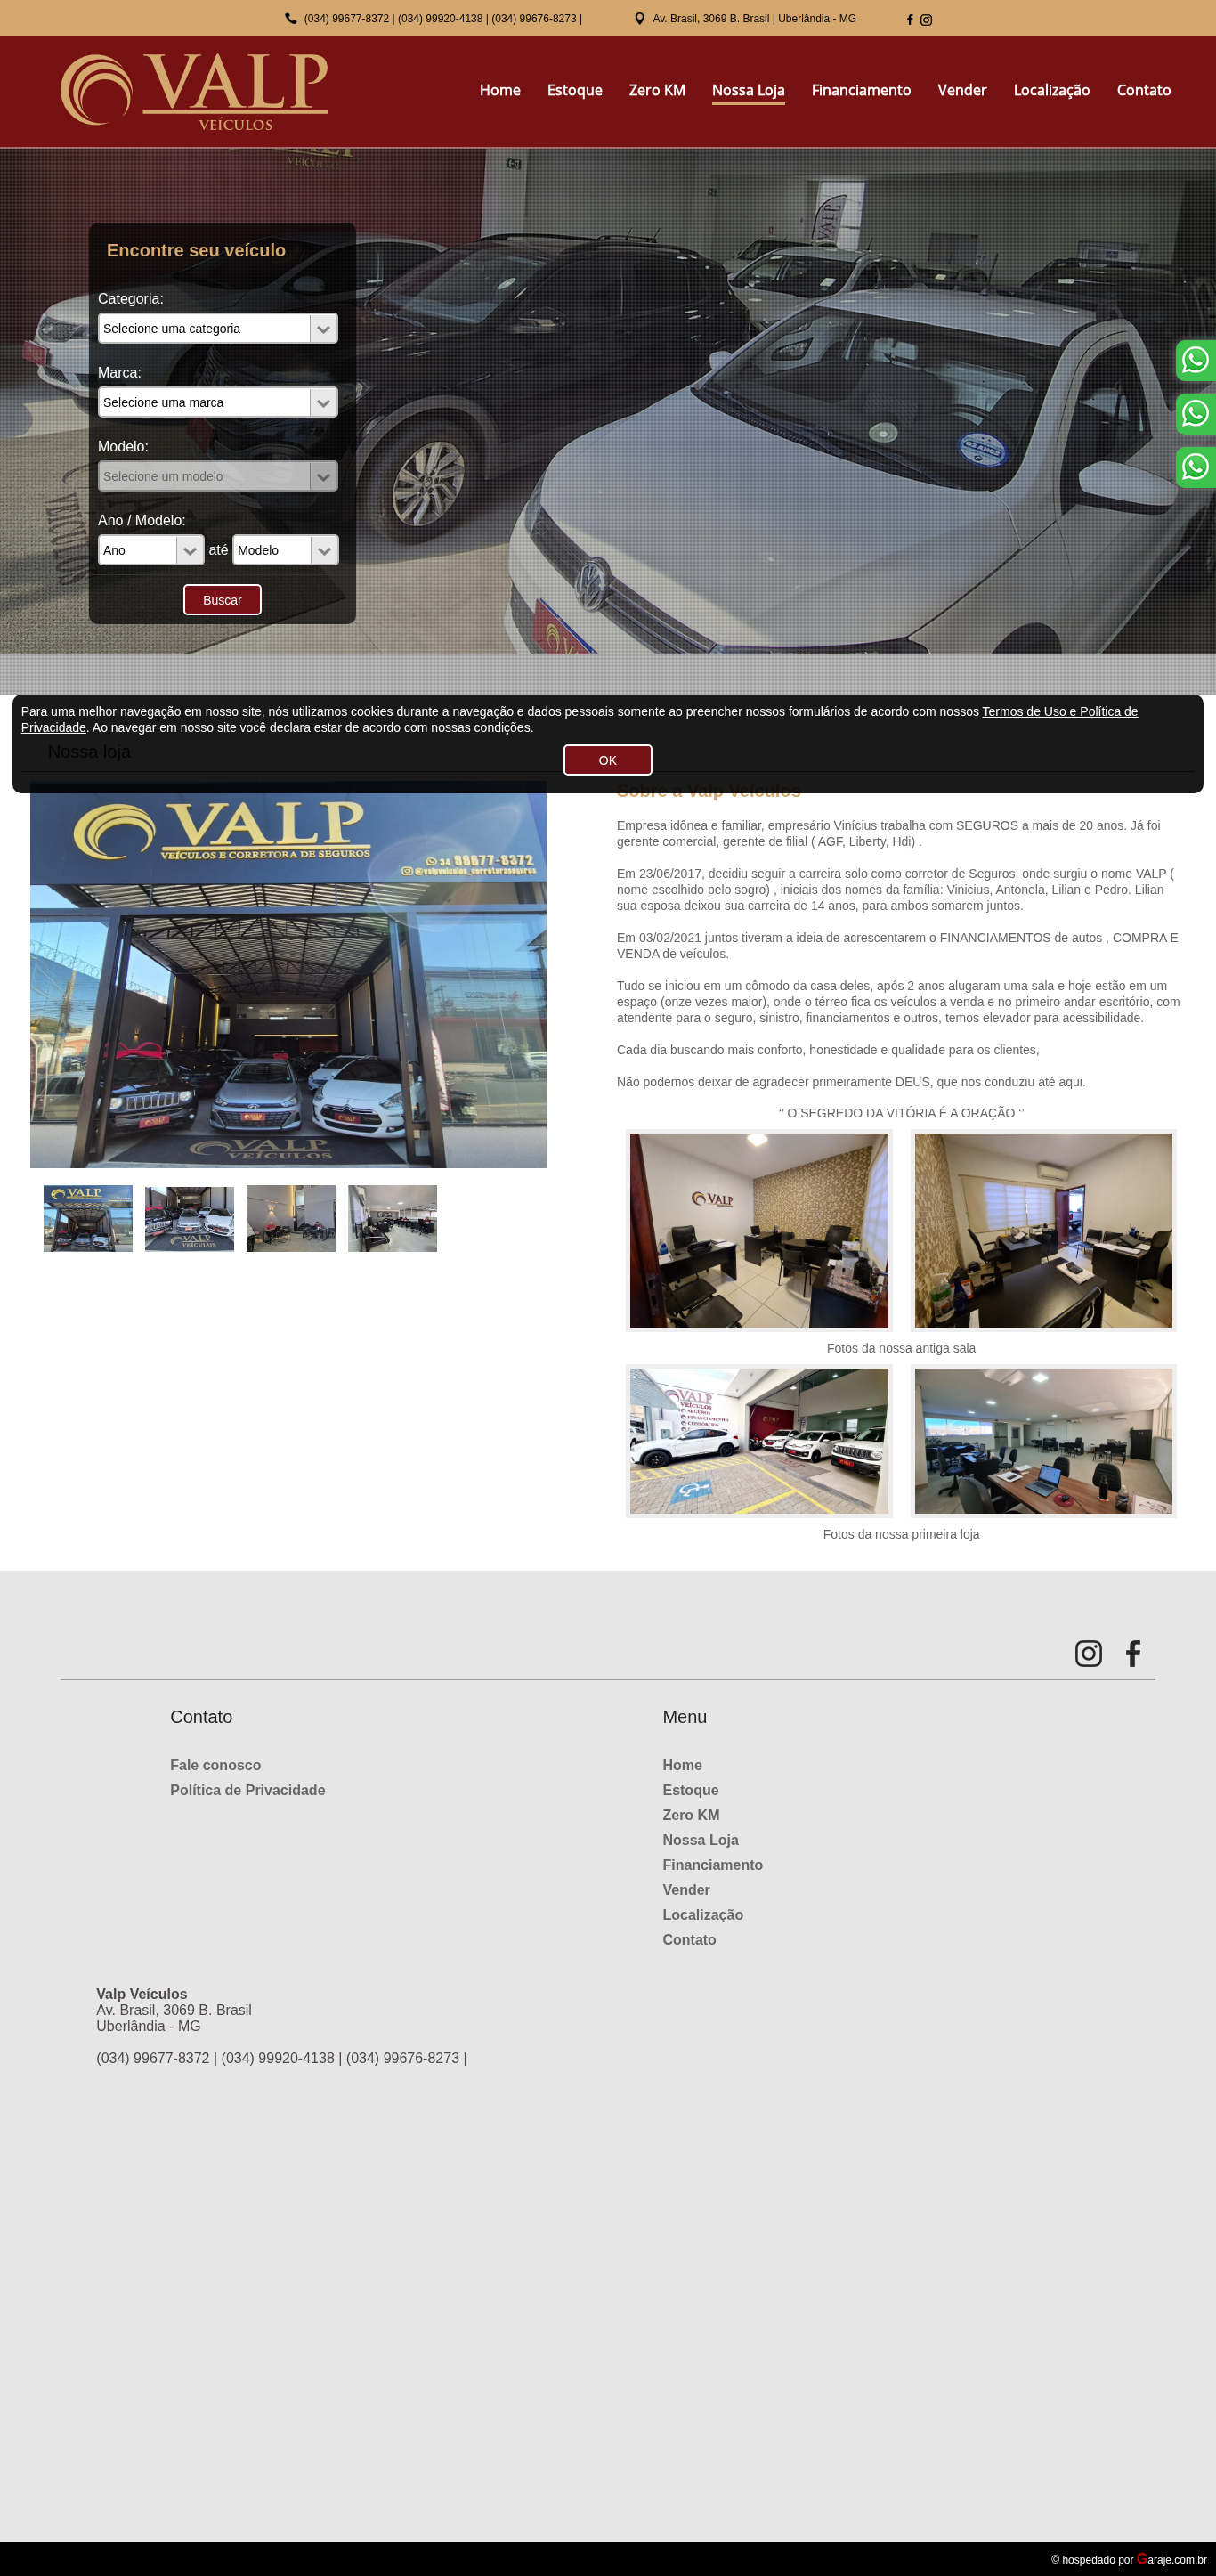 (034) 99677-8372 | (034) 99920-4138 | (034) 99676-8273 |
Av. Brasil, 3069 B. Brasil | Uberlândia - MG
VALP
VEÍCULOS
Home
Estoque
Zero KM
Nossa Loja
Financiamento
Vender
Localização
Contato
Encontre seu veículo
Categoria:
Selecione uma categoria
Marca:
Selecione uma marca
Modelo:
Selecione um modelo
Ano / Modelo:
Ano
até
Modelo
Buscar
Para uma melhor navegação em nosso site, nós utilizamos cookies durante a navegação e dados pessoais somente ao preencher nossos formulários de acordo com nossos Termos de Uso e Política de
Privacidade. Ao navegar em nosso site você declara estar de acordo com nossas condições.
OK
Nossa loja
VALP
VEÍCULOS E CORRETORA DE SEGUROS
34 99677-8372
@valpveiculos_corretoraseguros
VALP
VEÍCULOS
Sobre a Valp Veículos
Empresa idônea e familiar, empresário Vinícius trabalha com SEGUROS a mais de 20 anos. Já foi
gerente comercial, gerente de filial ( AGF, Liberty, Hdi) .
Em 23/06/2017, decidiu seguir a carreira solo como corretor de Seguros, onde surgiu o nome VALP (
nome escolhido pelo sogro) , iniciais dos nomes da família: Vinicius, Antonela, Lilian e Pedro. Lilian
sua esposa deixou sua carreira de 14 anos, para ambos somarem juntos.
Em 03/02/2021 juntos tiveram a ideia de acrescentarem o FINANCIAMENTOS de autos , COMPRA E
VENDA de veículos.
Tudo se iniciou em um cômodo da casa deles, após 2 anos alugaram uma sala e hoje estão em um
espaço (onze vezes maior), onde o térreo fica os veículos a venda e no primeiro andar escritório, com
atendente para o seguro, sinistro, financiamentos e outros, temos elevador para acessibilidade.
Cada dia buscando mais conforto, honestidade e qualidade para os clientes,
Não podemos deixar de agradecer primeiramente DEUS, que nos conduziu até aqui.
‘’ O SEGREDO DA VITÓRIA É A ORAÇÃO ‘’
VALP
Fotos da nossa antiga sala
VALP
VEÍCULOS
SEGUROS
FINANCIAMENTOS
CONSÓRCIOS
Fotos da nossa primeira loja
Contato
Fale conosco
Política de Privacidade
Menu
Home
Estoque
Zero KM
Nossa Loja
Financiamento
Vender
Localização
Contato
Valp Veículos
Av. Brasil, 3069 B. Brasil
Uberlândia - MG
(034) 99677-8372 | (034) 99920-4138 | (034) 99676-8273 |
© hospedado por Garaje.com.br